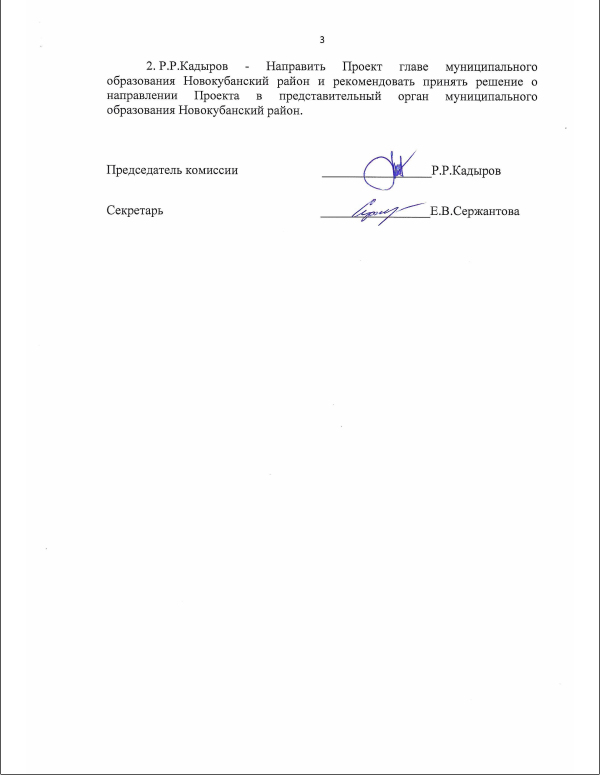 3
2. Р.Р.Кадыров - Направить Проект главе муниципального
образования Новокубанский район и рекомендовать принять решение о
направлении Проекта в представительный орган муниципального
образования Новокубанский район.
Председатель комиссии Р.Р.Кадыров
Секретарь Е.В.Сержантова